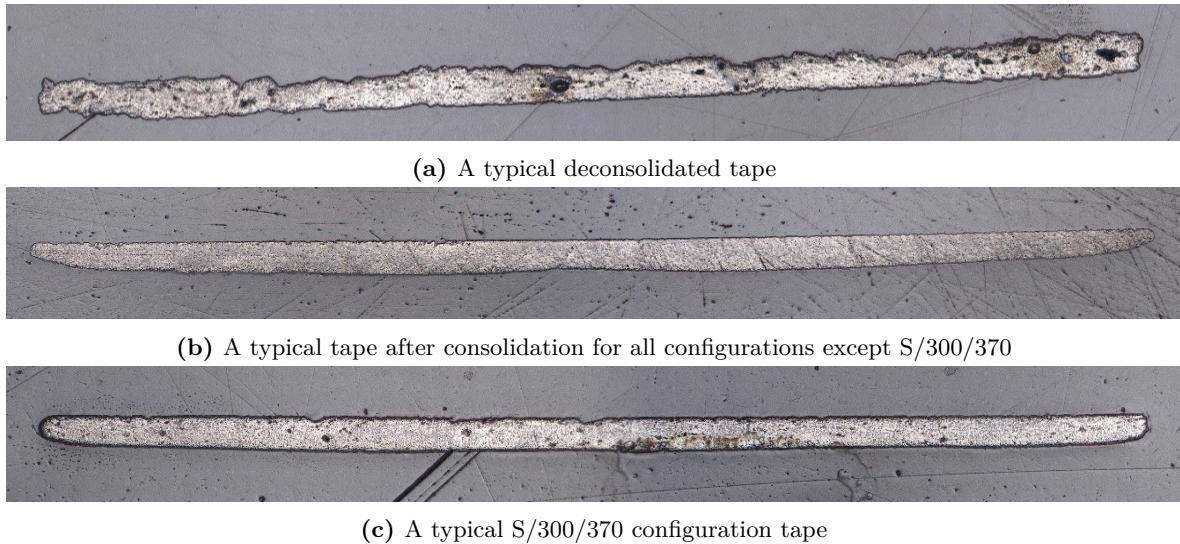 (a) A typical deconsolidated tape
(b) A typical tape after consolidation for all configurations except S/300/370
(c) A typical S/300/370 configuration tape